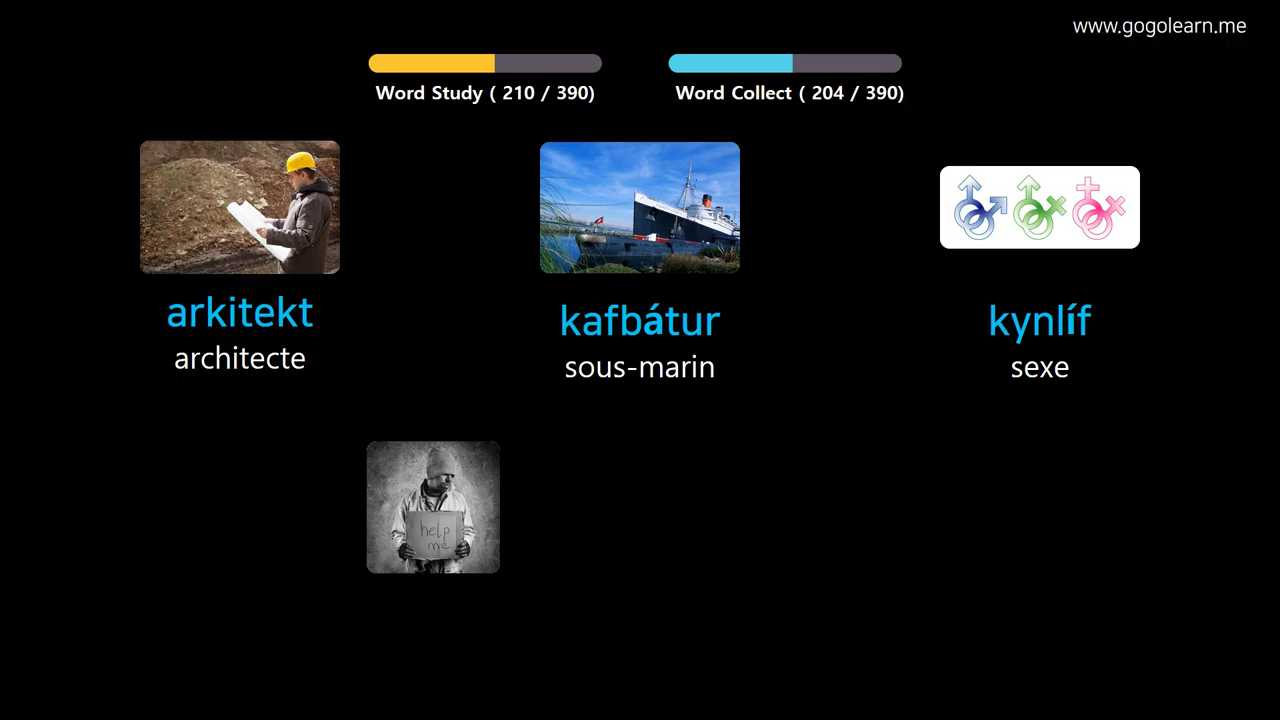 www.gogolearn.me
Word Study ( 210 / 390)
Word Collect ( 204 / 390)
arkitekt
architecte
kafbátur
sous-marin
kynlíf
sexe
help
me